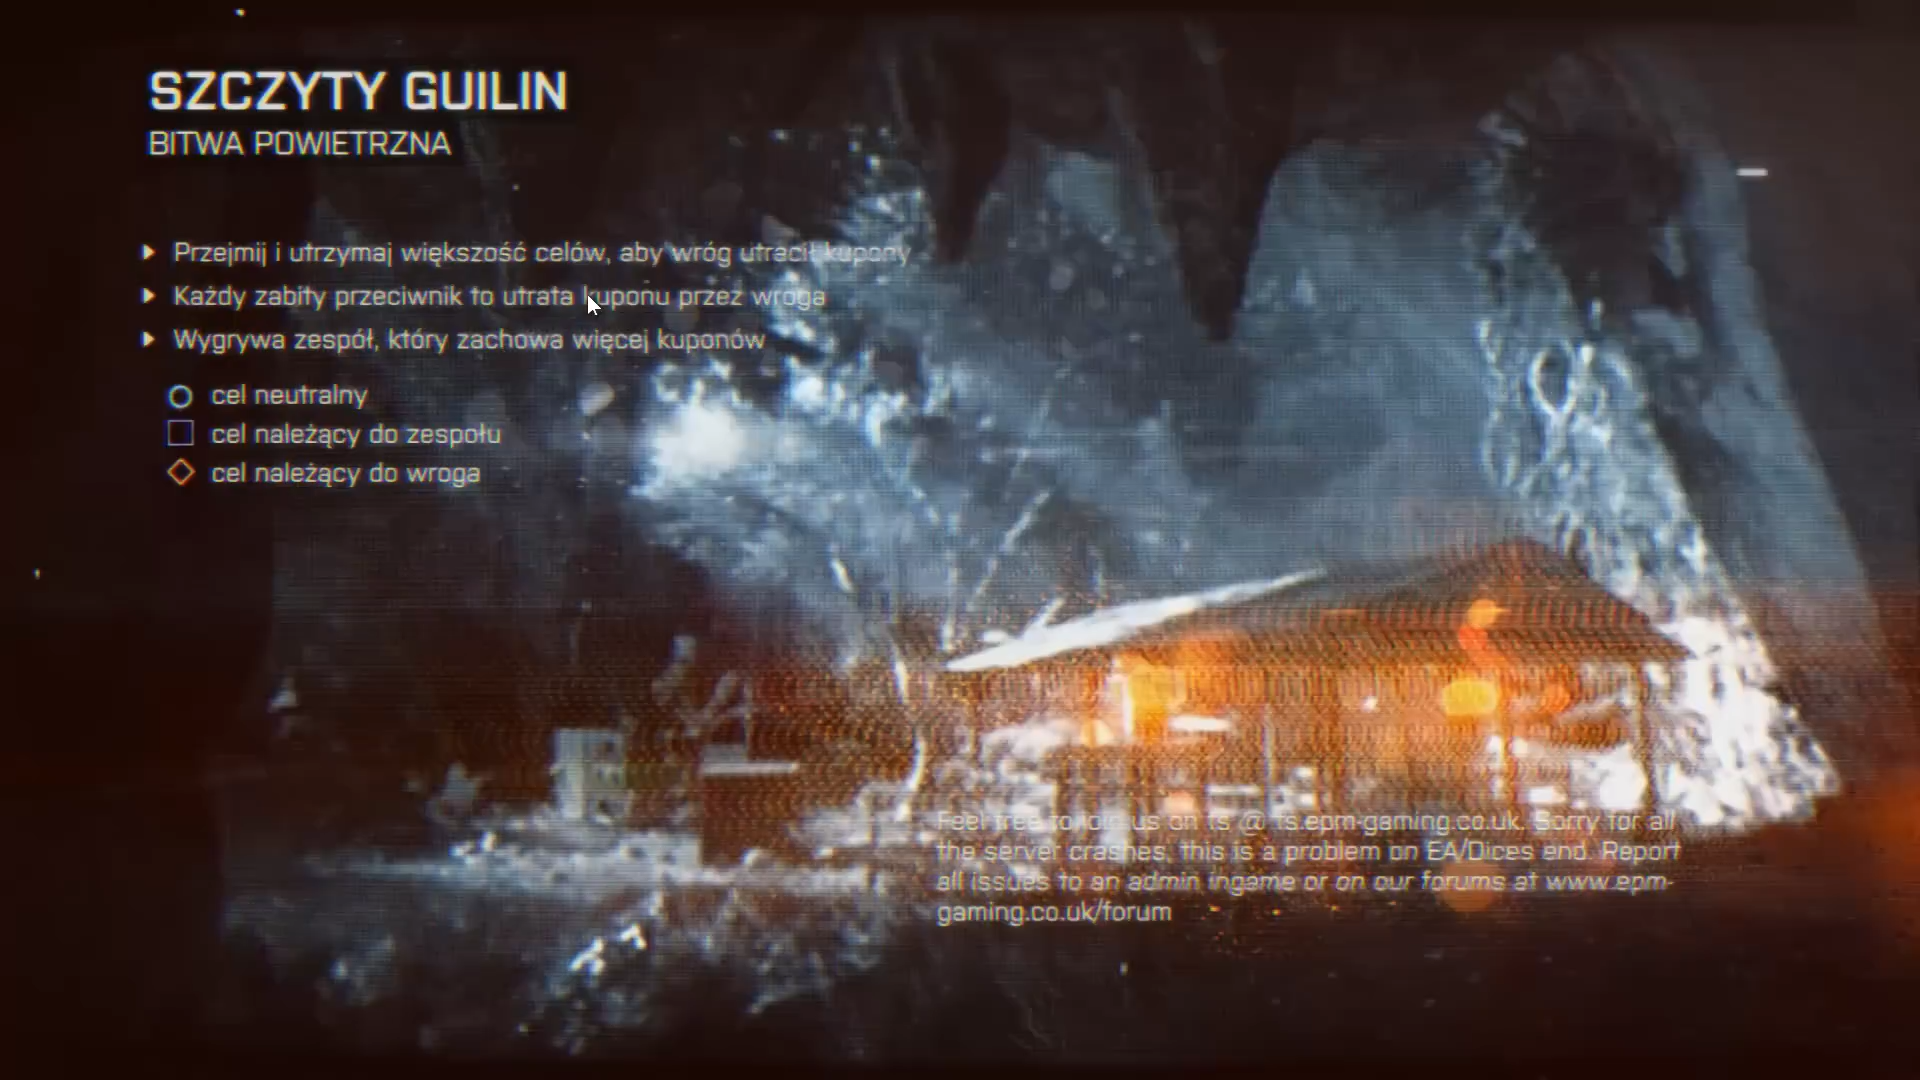 SZCZYTY GUILIN
BITWA POWIETRZNA
Przejmij i utrzymaj większość celów, aby wróg utracił kupony
Każdy zabity przeciwnik to utrata kuponu przez wroga
Wygrywa zespół, który zachowa więcej kuponów
cel neutralny
cel należący do zespołu
cel należący do wroga
Feel free to join us on ts @ ts.epm-gaming.co.uk. Sorry for all
the server crashes, this is a problem on EA/Dices end. Report
all issues to an admin ingame or on our forums at www.epm-
gaming.co.uk/forum